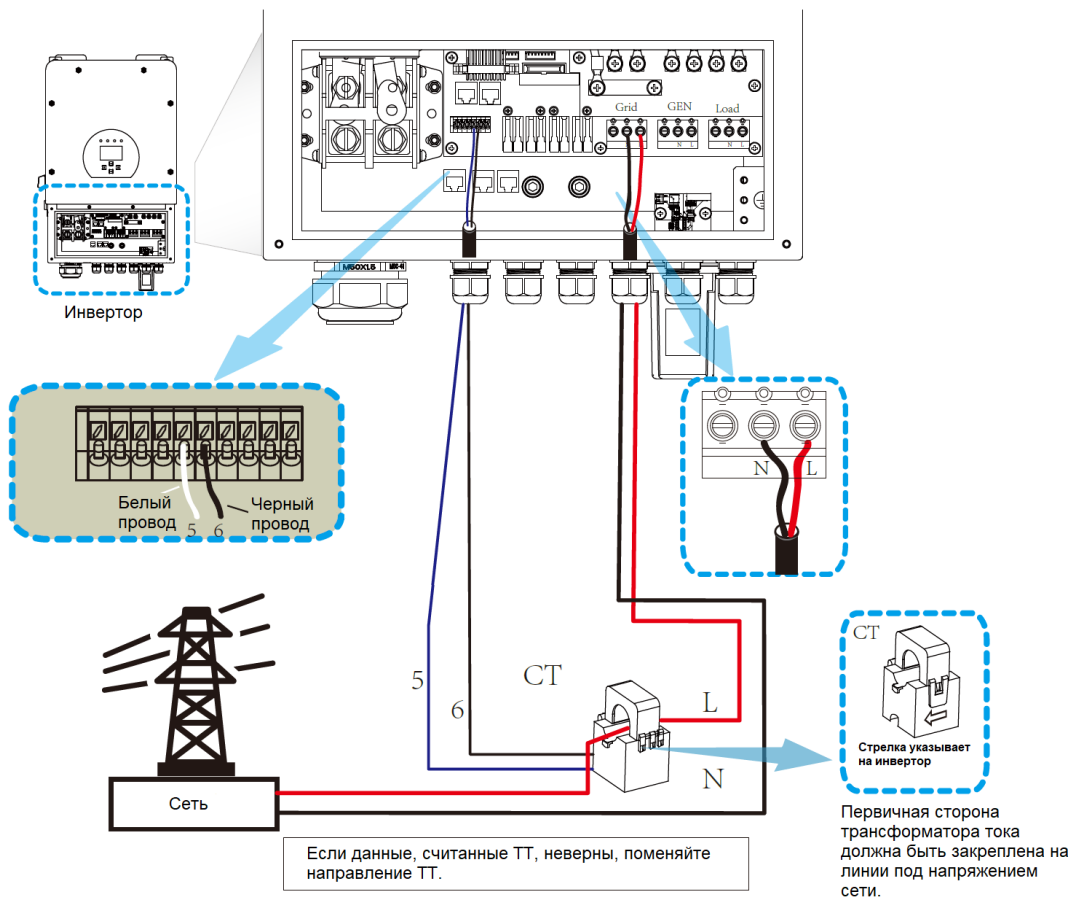 Grid
GEN
Load
N L
N L
M50X15
Инвертор
Белый
провод
Черный
провод
5 6
N L
5
6
CT
L
N
CT
Стрелка указывает
на инвертор
Сеть
Первичная сторона
трансформатора тока
должна быть закреплена на
линии под напряжением
сети.
Если данные, считанные ТТ, неверны, поменяйте
направление ТТ.